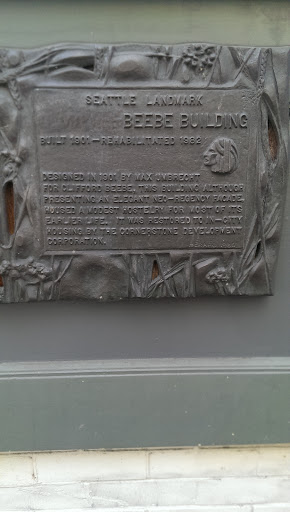 SEATTLE LANDMARK
BEEBE BUILDING
BUILT 1901-REHABILITATED 1982
DESIGNED IN 1901 BY MAX UMBRECHT
FOR CLIFFORD BEEBE, THIS BUILDING ALTHOUGH
PRESENTING AN ELEGANT NEO-REGENCY FACADE,
HOUSED A MODEST HOSTELRY FOR MOST OF
ITS LIFE SPAN. IT WAS RESTORED TO IN-CITY
HOUSING BY THE CORNERSTONE DEVELOPMENT
CORPORATION.